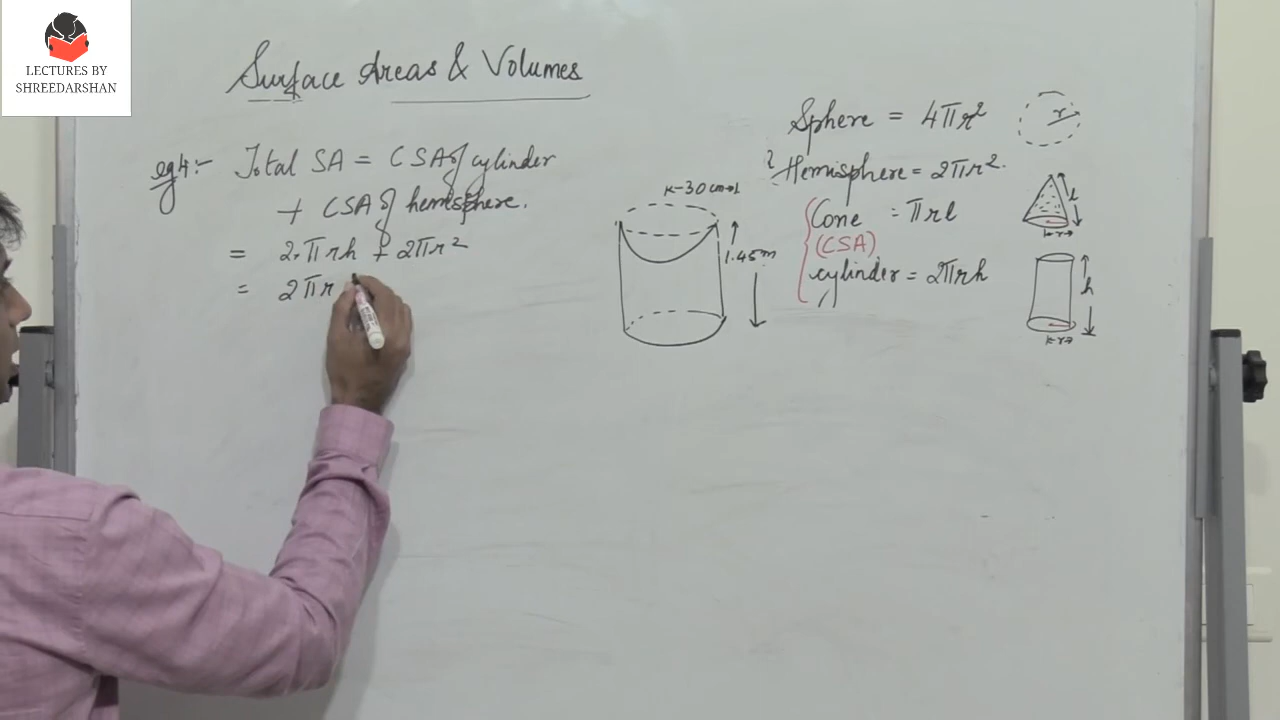 LECTURES BY
SHREEDARSHAN
Surface Areas & Volumes
eg4:- Total SA = CSA of cylinder
+ CSA of hemisphere.
= 2πrh + 2πr²
= 2πr
30 cm
1.45m
Sphere = 4πr²
r
Hemisphere = 2πr².
Cone = πrl
(CSA)
cylinder = 2πrh
l
r
h
r